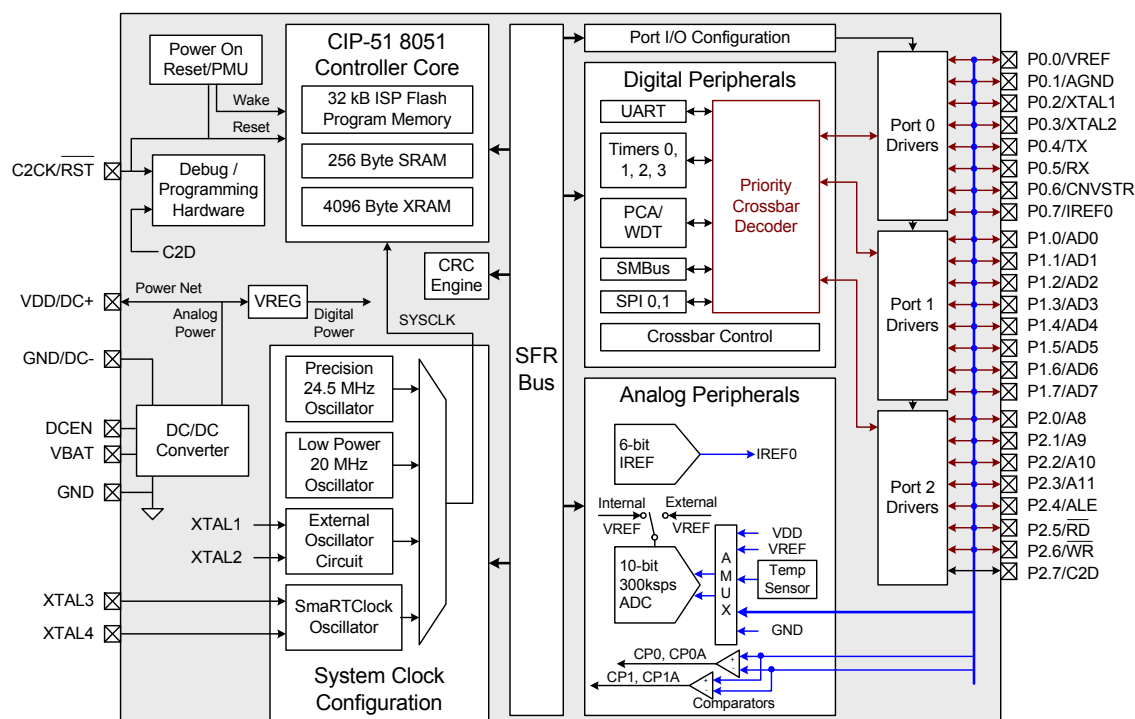 Power On
Reset/PMU
Wake
Reset
C2CK/RST
Debug /
Programming
Hardware
C2D
CIP-51 8051
Controller Core
32 kB ISP Flash
Program Memory
256 Byte SRAM
4096 Byte XRAM
CRC
Engine
VDD/DC+
Power Net
Analog
Power
VREG
Digital
Power
SYSCLK
GND/DC-
DCEN
VBAT
GND
DC/DC
Converter
XTAL1
XTAL2
XTAL3
XTAL4
Precision
24.5 MHz
Oscillator
Low Power
20 MHz
Oscillator
External
Oscillator
Circuit
SmaRTClock
Oscillator
System Clock
Configuration
SFR
Bus
Port I/O Configuration
Digital Peripherals
UART
Timers 0,
1, 2, 3
PCA/
WDT
SMBus
SPI 0,1
Priority
Crossbar
Decoder
Crossbar Control
Analog Peripherals
6-bit
IREF
IREF0
Internal
VREF
External
VREF
10-bit
300ksps
ADC
A
M
U
X
VDD
VREF
Temp
Sensor
GND
CP0, CP0A
+
-
CP1, CP1A
+
-
Comparators
Port 0
Drivers
Port 1
Drivers
Port 2
Drivers
P0.0/VREF
P0.1/AGND
P0.2/XTAL1
P0.3/XTAL2
P0.4/TX
P0.5/RX
P0.6/CNVSTR
P0.7/IREF0
P1.0/AD0
P1.1/AD1
P1.2/AD2
P1.3/AD3
P1.4/AD4
P1.5/AD5
P1.6/AD6
P1.7/AD7
P2.0/A8
P2.1/A9
P2.2/A10
P2.3/A11
P2.4/ALE
P2.5/RD
P2.6/WR
P2.7/C2D